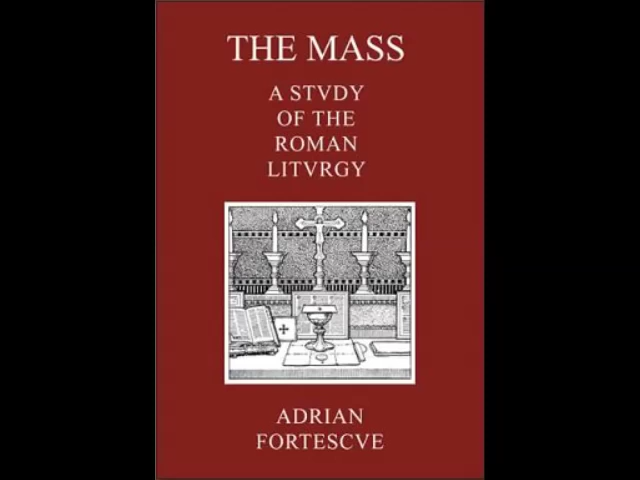 THE MASS
A STVDY
OF THE
ROMAN
LITVRGY
ADRIAN
FORTESCVE